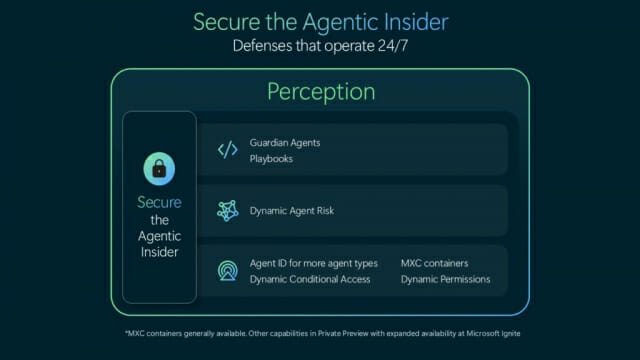 Secure the Agentic Insider
Defenses that operate 24/7
Perception
Secure
the
Agentic
Insider
Guardian Agents
Playbooks
Dynamic Agent Risk
Agent ID for more agent types
Dynamic Conditional Access
MXC containers
Dynamic Permissions
*MXC containers generally available. Other capabilities in Private Preview with expanded availability at Microsoft Ignite